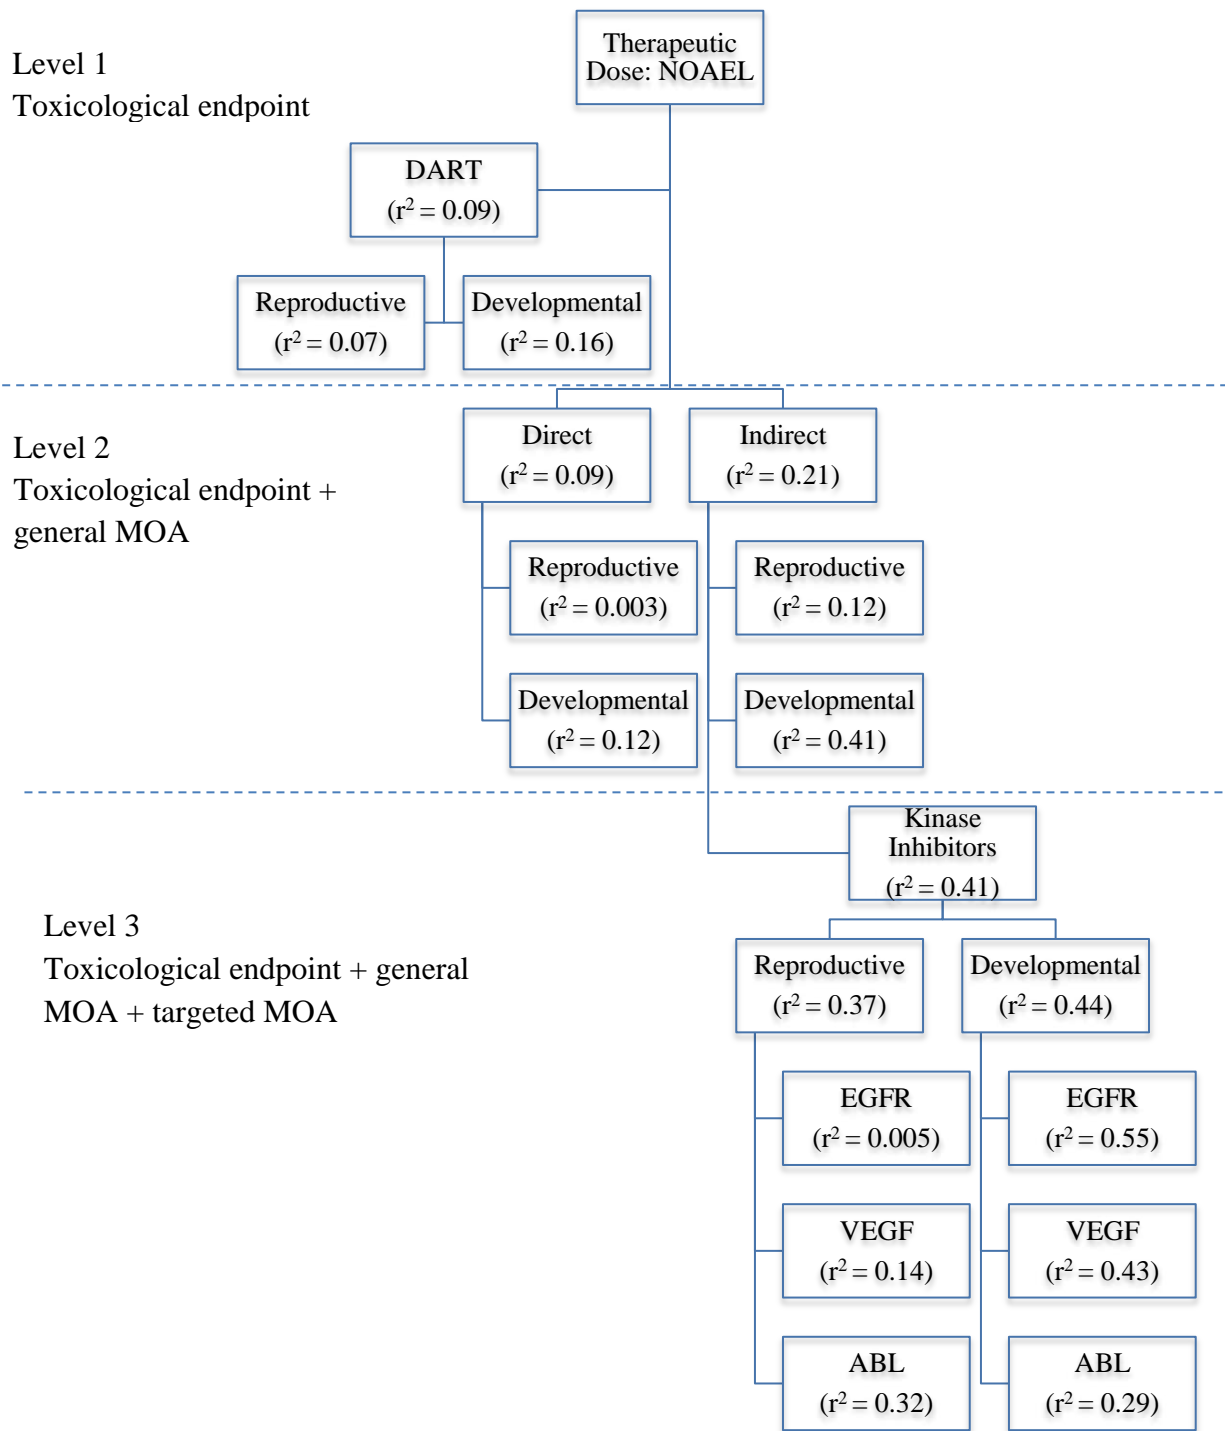 Therapeutic
Dose: NOAEL
Level 1
Toxicological endpoint
DART
(r² = 0.09)
Reproductive
(r² = 0.07)
Developmental
(r² = 0.16)
Level 2
Toxicological endpoint +
general MOA
Direct
(r² = 0.09)
Indirect
(r² = 0.21)
Reproductive
(r² = 0.003)
Reproductive
(r² = 0.12)
Developmental
(r² = 0.12)
Developmental
(r² = 0.41)
Level 3
Toxicological endpoint + general
MOA + targeted MOA
Kinase
Inhibitors
(r² = 0.41)
Reproductive
(r² = 0.37)
Developmental
(r² = 0.44)
EGFR
(r² = 0.005)
EGFR
(r² = 0.55)
VEGF
(r² = 0.14)
VEGF
(r² = 0.43)
ABL
(r² = 0.32)
ABL
(r² = 0.29)